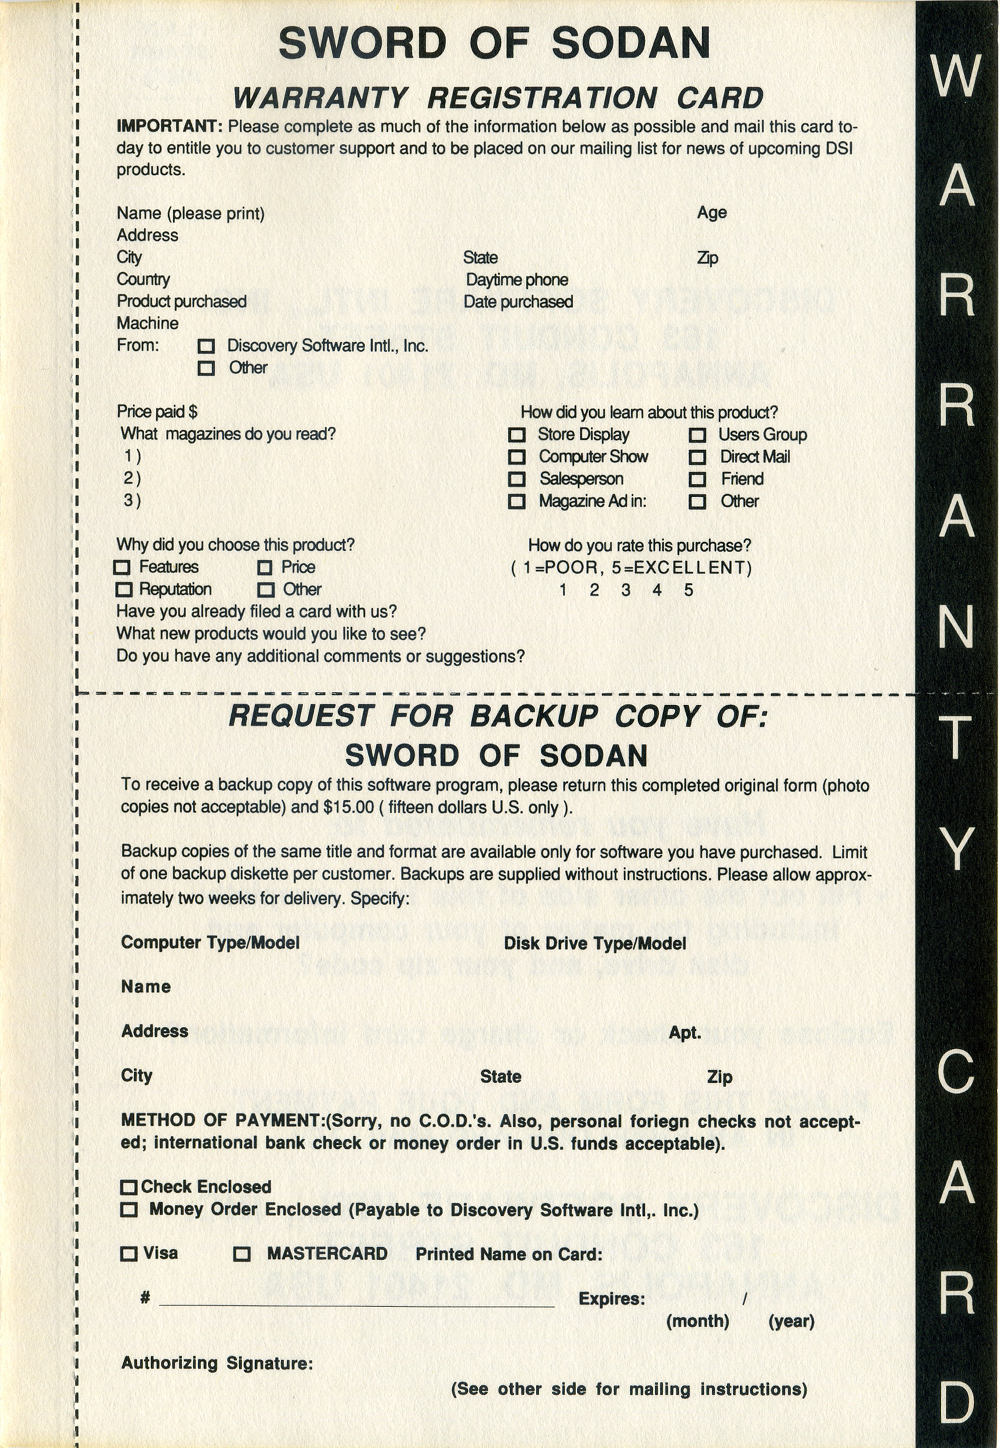 SWORD OF SODAN
WARRANTY REGISTRATION CARD
IMPORTANT: Please complete as much of the information below as possible and mail this card to-
day to entitle you to customer support and to be placed on our mailing list for news of upcoming DSI
products.
Name (please print) Age
Address
City State Zip
Country Daytime phone
Product purchased Date purchased
Machine
From: Discovery Software Intl., Inc.
Other
Price paid $ How did you learn about this product?
What magazines do you read? Store Display Users Group
1) Computer Show Direct Mail
2) Salesperson Friend
3) Magazine Ad in: Other
Why did you choose this product? How do you rate this purchase?
Features Price (1=POOR, 5=EXCELLENT)
Reputation Other 1 2 3 4 5
Have you already filed a card with us?
What new products would you like to see?
Do you have any additional comments or suggestions?
REQUEST FOR BACKUP COPY OF:
SWORD OF SODAN
To receive a backup copy of this software program, please return this completed original form (photo
copies not acceptable) and $15.00 ( fifteen dollars U.S. only ).
Backup copies of the same title and format are available only for software you have purchased. Limit
of one backup diskette per customer. Backups are supplied without instructions. Please allow approx-
imately two weeks for delivery. Specify:
Computer Type/Model Disk Drive Type/Model
Name
Address Apt.
City State Zip
METHOD OF PAYMENT:(Sorry, no C.O.D.'s. Also, personal foriegn checks not accept-
ed; international bank check or money order in U.S. funds acceptable).
Check Enclosed
Money Order Enclosed (Payable to Discovery Software Intl,. Inc.)
Visa MASTERCARD Printed Name on Card:
# Expires: /
(month) (year)
Authorizing Signature:
(See other side for mailing instructions)
WARRANTY CARD